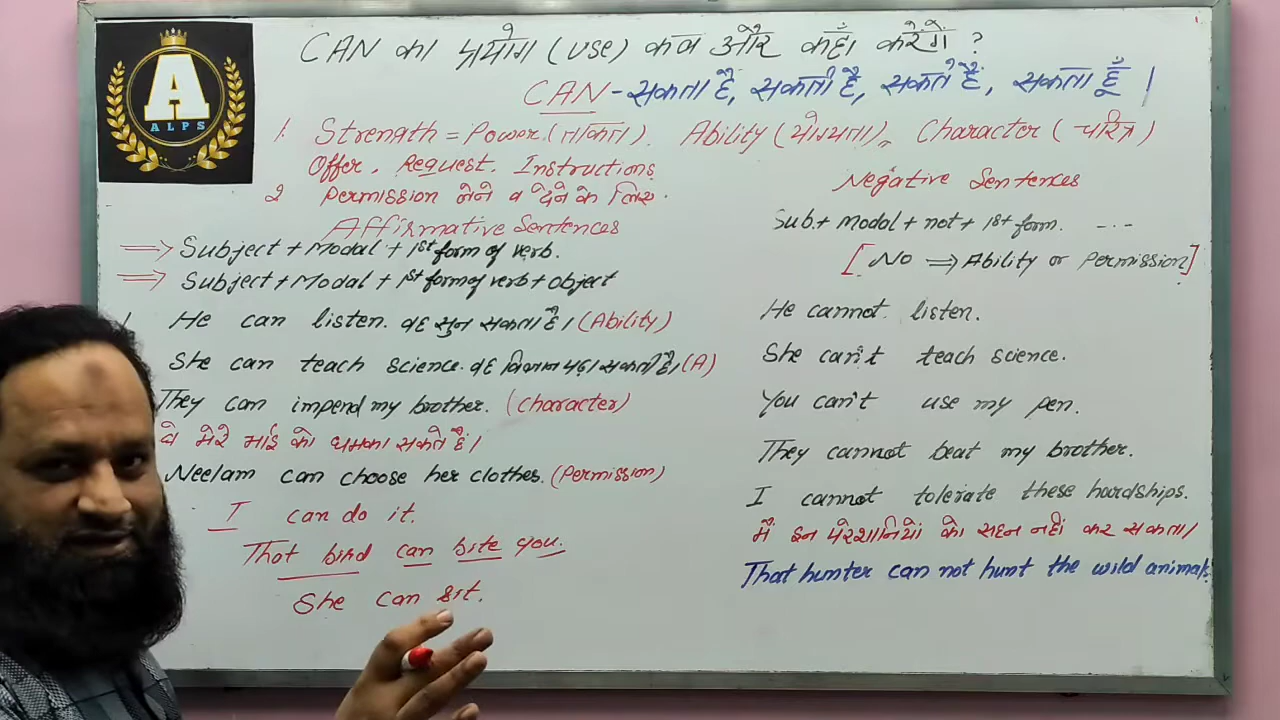 A
ALPS
CAN का प्रयोग (USE) कब और कहाँ करेंगे ?
CAN - सकता है, सकती है, सकते हैं, सकता हूँ |
1. Strength = Power. (ताकत). Ability (योग्यता), Character (चरित्र)
Offer, Request. Instructions
2 Permission लेने व देने के लिए.
Affirmative Sentences
⇒ Subject + Modal + 1st form of verb.
⇒ Subject + Modal + 1st form of verb + object
1. He can listen. वह सुन सकता है। (Ability)
She can teach science. वह विज्ञान पढ़ा सकती है। (A)
They can impend my brother. (Character)
वे मेरे भाई को धमका सकते हैं।
Neelam can choose her clothes. (Permission)
I can do it.
That bird can bite you.
She can sit.
Negative Sentences
Sub. + Modal + not + 1st form. ....
[ No ⇒ Ability or Permission]
He cannot listen.
She can't teach science.
You can't use my pen.
They cannot beat my brother.
I cannot tolerate these hardships.
मैं इन परेशानियों को सहन नहीं कर सकता।
That hunter can not hunt the wild animals.